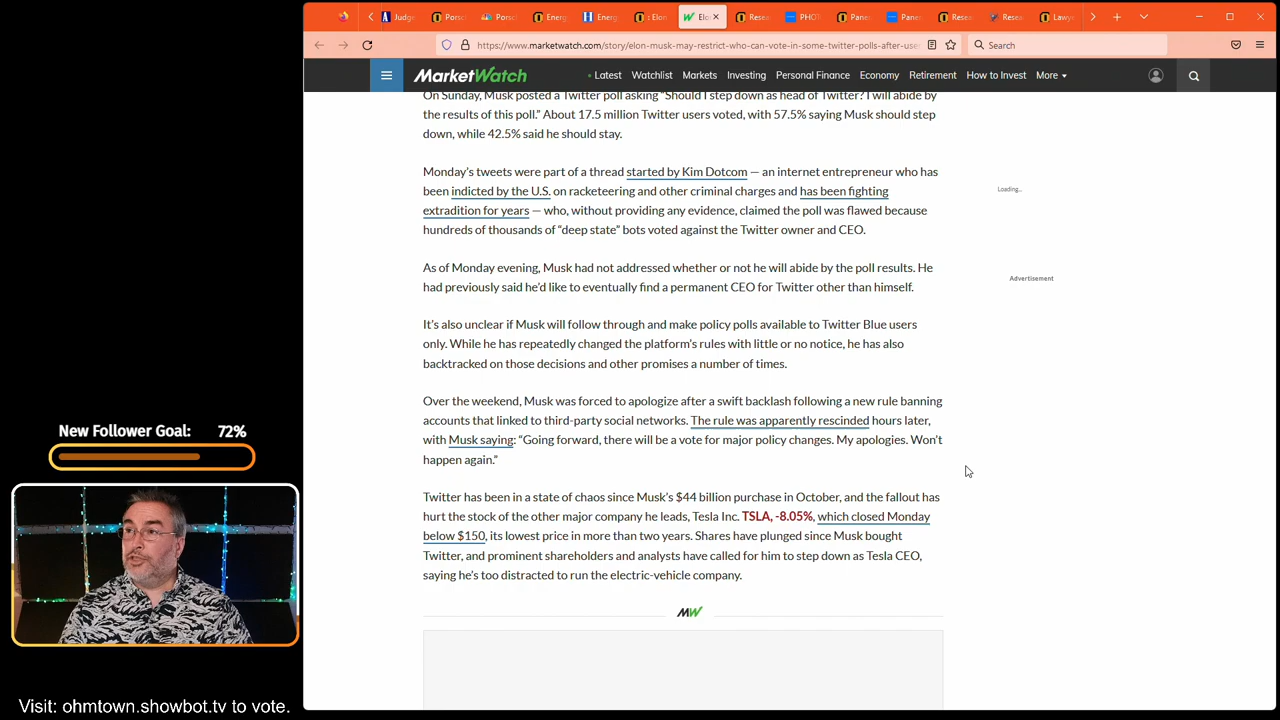 Judge
Porsc
Porsc
Energ
Energ
: Elon
Elo
Resea
PHOT
Panas
Panas
Resea
Resea
Lawye
https://www.marketwatch.com/story/elon-musk-may-restrict-who-can-vote-in-some-twitter-polls-after-use
Search
MarketWatch
Latest Watchlist Markets Investing Personal Finance Economy Retirement How to Invest More
On Sunday, Musk posted a Twitter poll asking “Should I step down as head of Twitter? I will abide by
the results of this poll.” About 17.5 million Twitter users voted, with 57.5% saying Musk should step
down, while 42.5% said he should stay.
Monday’s tweets were part of a thread started by Kim Dotcom — an internet entrepreneur who has
been indicted by the U.S. on racketeering and other criminal charges and has been fighting
extradition for years — who, without providing any evidence, claimed the poll was flawed because
hundreds of thousands of “deep state” bots voted against the Twitter owner and CEO.
Loading...
Advertisement
As of Monday evening, Musk had not addressed whether or not he will abide by the poll results. He
had previously said he’d like to eventually find a permanent CEO for Twitter other than himself.
It’s also unclear if Musk will follow through and make policy polls available to Twitter Blue users
only. While he has repeatedly changed the platform’s rules with little or no notice, he has also
backtracked on those decisions and other promises a number of times.
Over the weekend, Musk was forced to apologize after a swift backlash following a new rule banning
accounts that linked to third-party social networks. The rule was apparently rescinded hours later,
with Musk saying: “Going forward, there will be a vote for major policy changes. My apologies. Won’t
happen again.”
Twitter has been in a state of chaos since Musk’s $44 billion purchase in October, and the fallout has
hurt the stock of the other major company he leads, Tesla Inc. TSLA, -8.05%, which closed Monday
below $150, its lowest price in more than two years. Shares have plunged since Musk bought
Twitter, and prominent shareholders and analysts have called for him to step down as Tesla CEO,
saying he’s too distracted to run the electric-vehicle company.
MW
New Follower Goal: 72%
Visit: ohmtown.showbot.tv to vote.